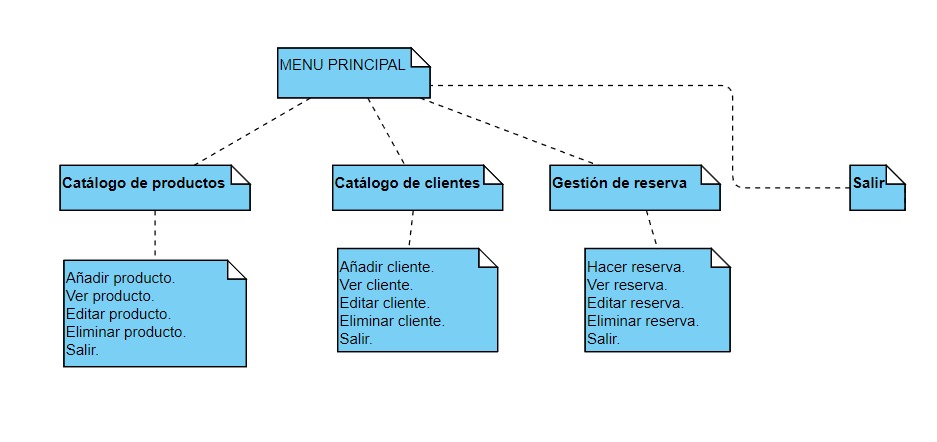 MENU PRINCIPAL
Catálogo de productos
Catálogo de clientes
Gestión de reserva
Salir
Añadir producto.
Ver producto.
Editar producto.
Eliminar producto.
Salir.
Añadir cliente.
Ver cliente.
Editar cliente.
Eliminar cliente.
Salir.
Hacer reserva.
Ver reserva.
Editar reserva.
Eliminar reserva.
Salir.